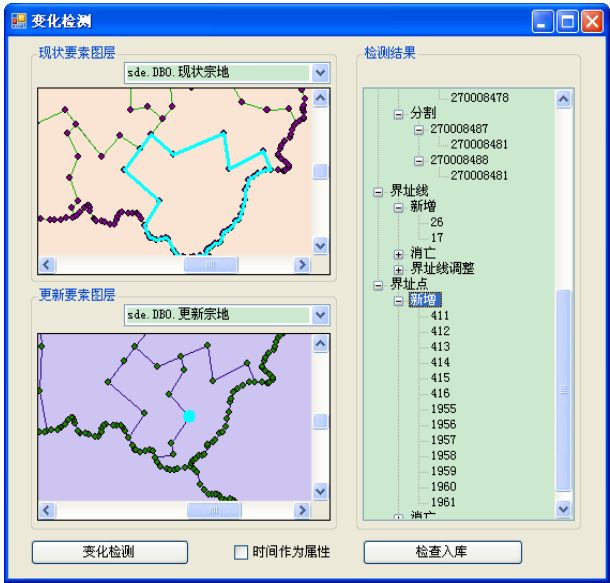 变化检测
现状要素图层
sde.DBO.现状宗地
更新要素图层
sde.DBO.更新宗地
检测结果
270008478
分割
270008487
270008481
270008488
270008481
界址线
新增
26
17
消亡
界址线调整
界址点
新增
411
412
413
414
415
416
1955
1956
1957
1958
1959
1960
1961
消亡
变化检测
时间作为属性
检查入库